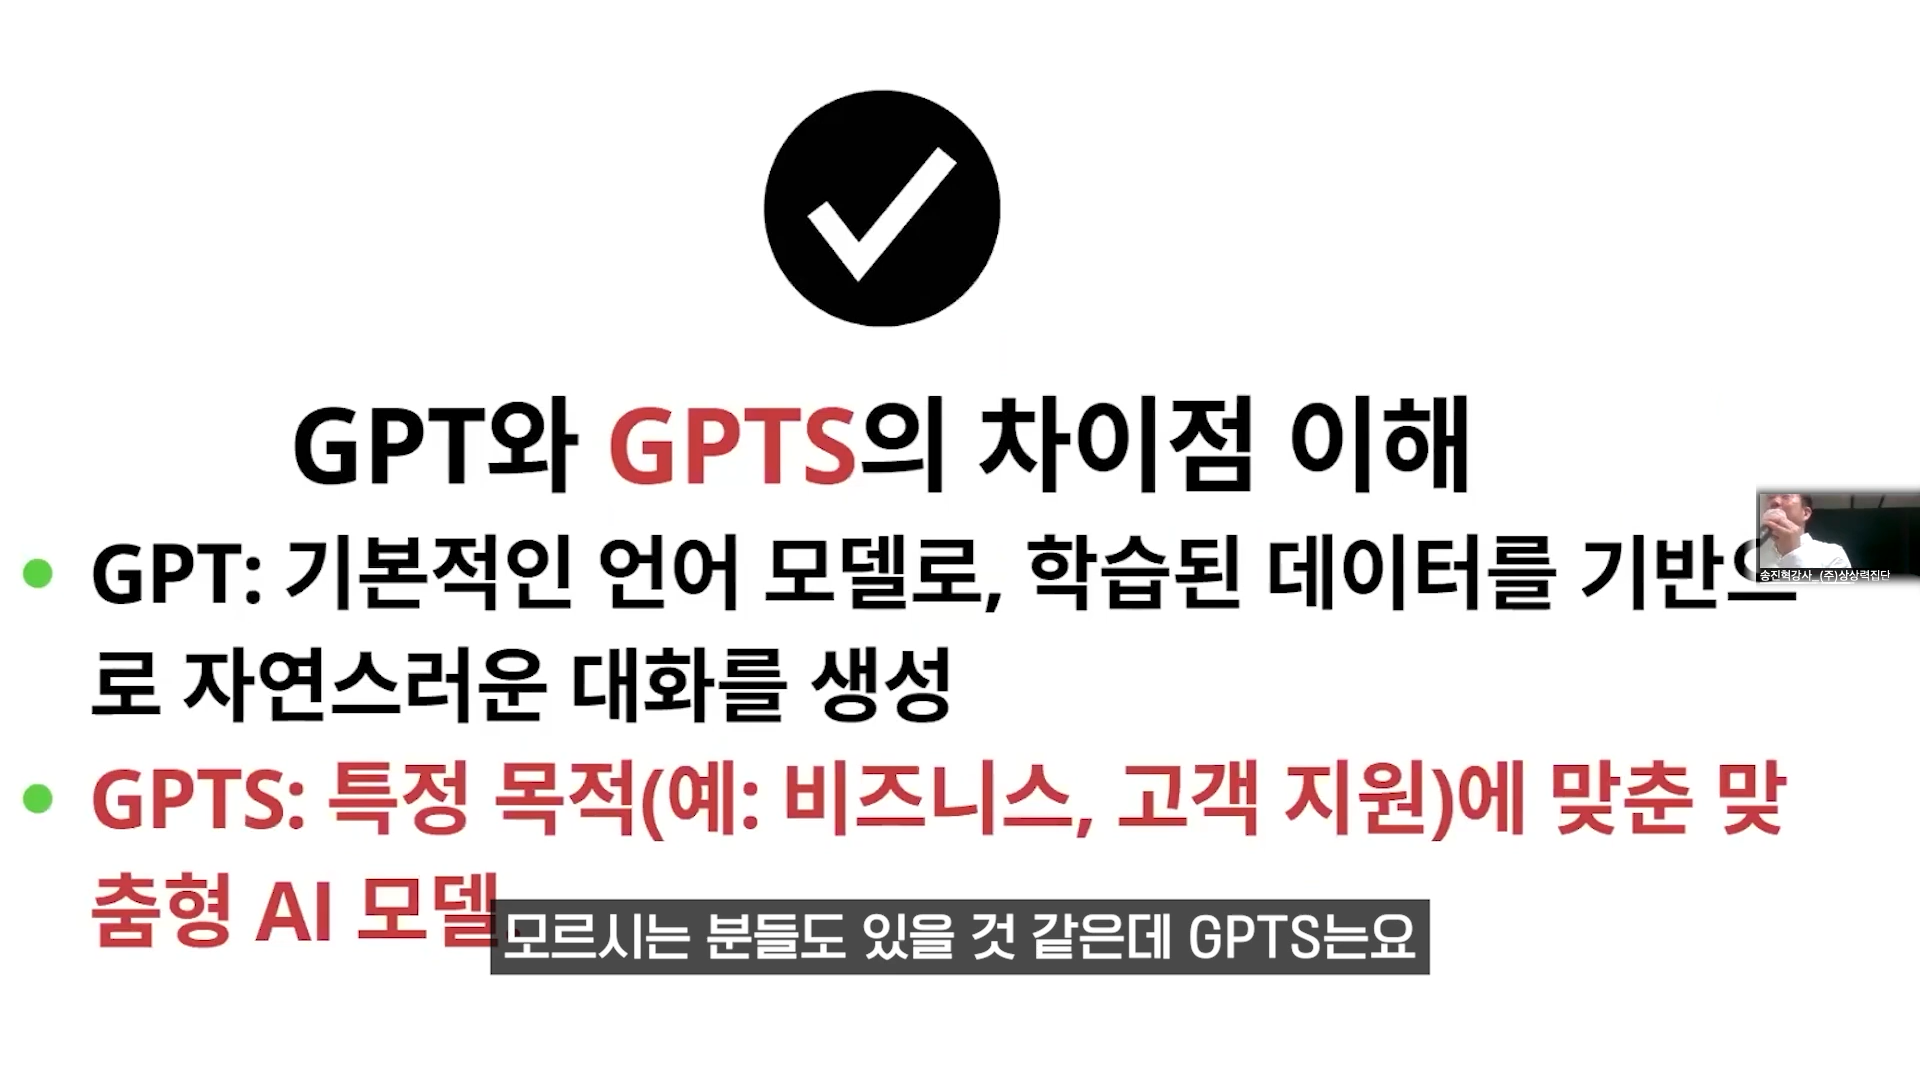 GPT와 GPTS의 차이점 이해
GPT: 기본적인 언어 모델로, 학습된 데이터를 기반으
로 자연스러운 대화를 생성
송진혁강사_(주)상상력집단
GPTS: 특정 목적(예: 비즈니스, 고객 지원)에 맞춘 맞
춤형 AI 모델.
모르시는 분들도 있을 것 같은데 GPTS는요